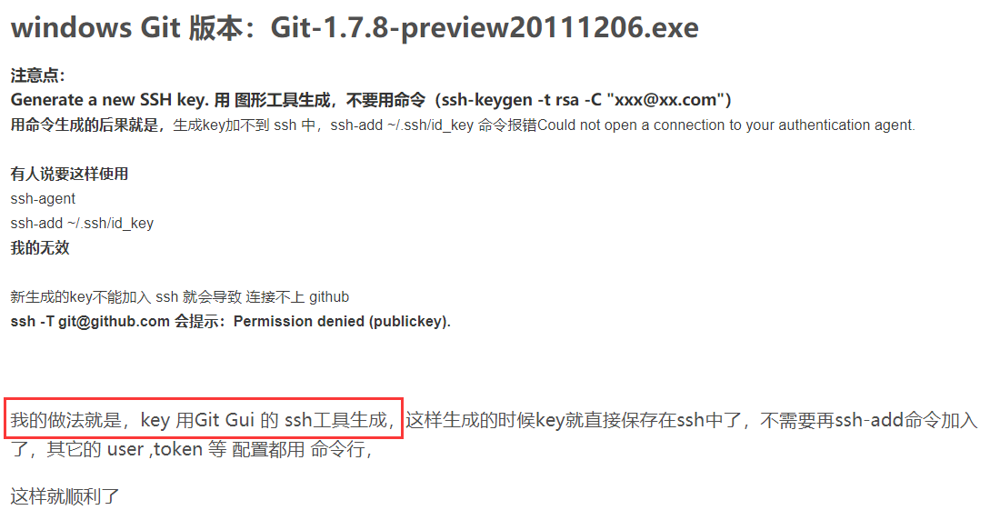 windows Git 版本：Git-1.7.8-preview20111206.exe
注意点：
Generate a new SSH key. 用 图形工具生成，不要用命令（ssh-keygen -t rsa -C "xxx@xx.com"）
用命令生成的后果就是，生成key加不到 ssh 中，ssh-add ~/.ssh/id_key 命令报错Could not open a connection to your authentication agent.
有人说要这样使用
ssh-agent
ssh-add ~/.ssh/id_key
我的无效
新生成的key不能加入 ssh 就会导致 连接不上 github
ssh -T git@github.com 会提示：Permission denied (publickey).
我的做法就是，key 用Git Gui 的 ssh工具生成，这样生成的时候key就直接保存在ssh中了，不需要再ssh-add命令加入
了，其它的 user ,token 等 配置都用 命令行，
这样就顺利了